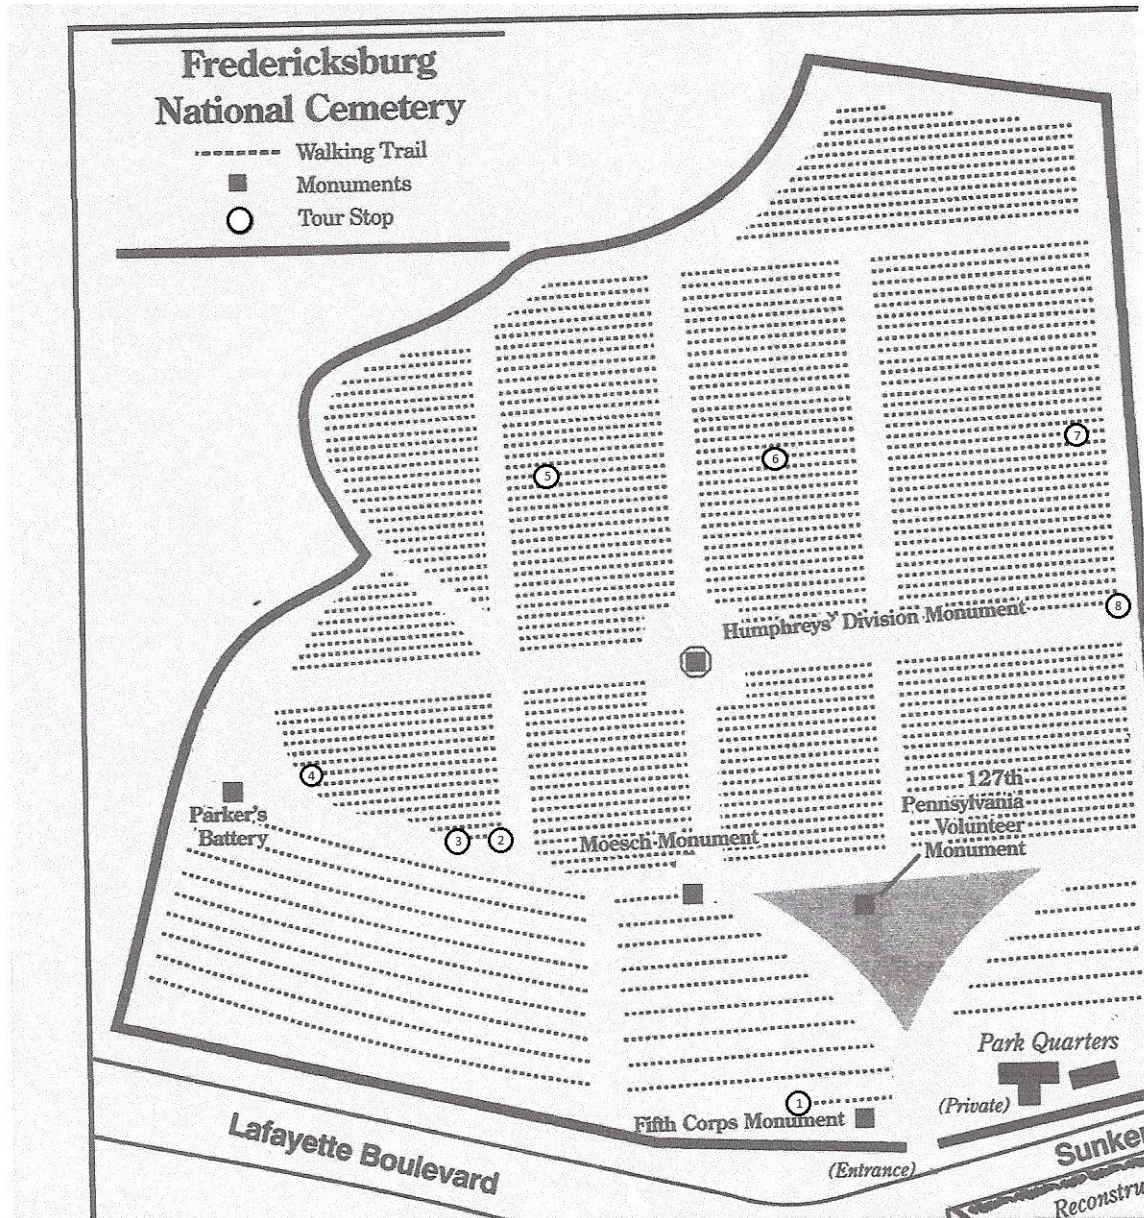 Fredericksburg
National Cemetery
Walking Trail
Monuments
Tour Stop
7
6
5
8
Humphreys' Division Monument
4
127th
Pennsylvania
Volunteer
Monument
Parker's
Battery
3
2
Moesch Monument
Park Quarters
1
(Private)
Fifth Corps Monument
Lafayette Boulevard
(Entrance)
Sunke
Reconstru